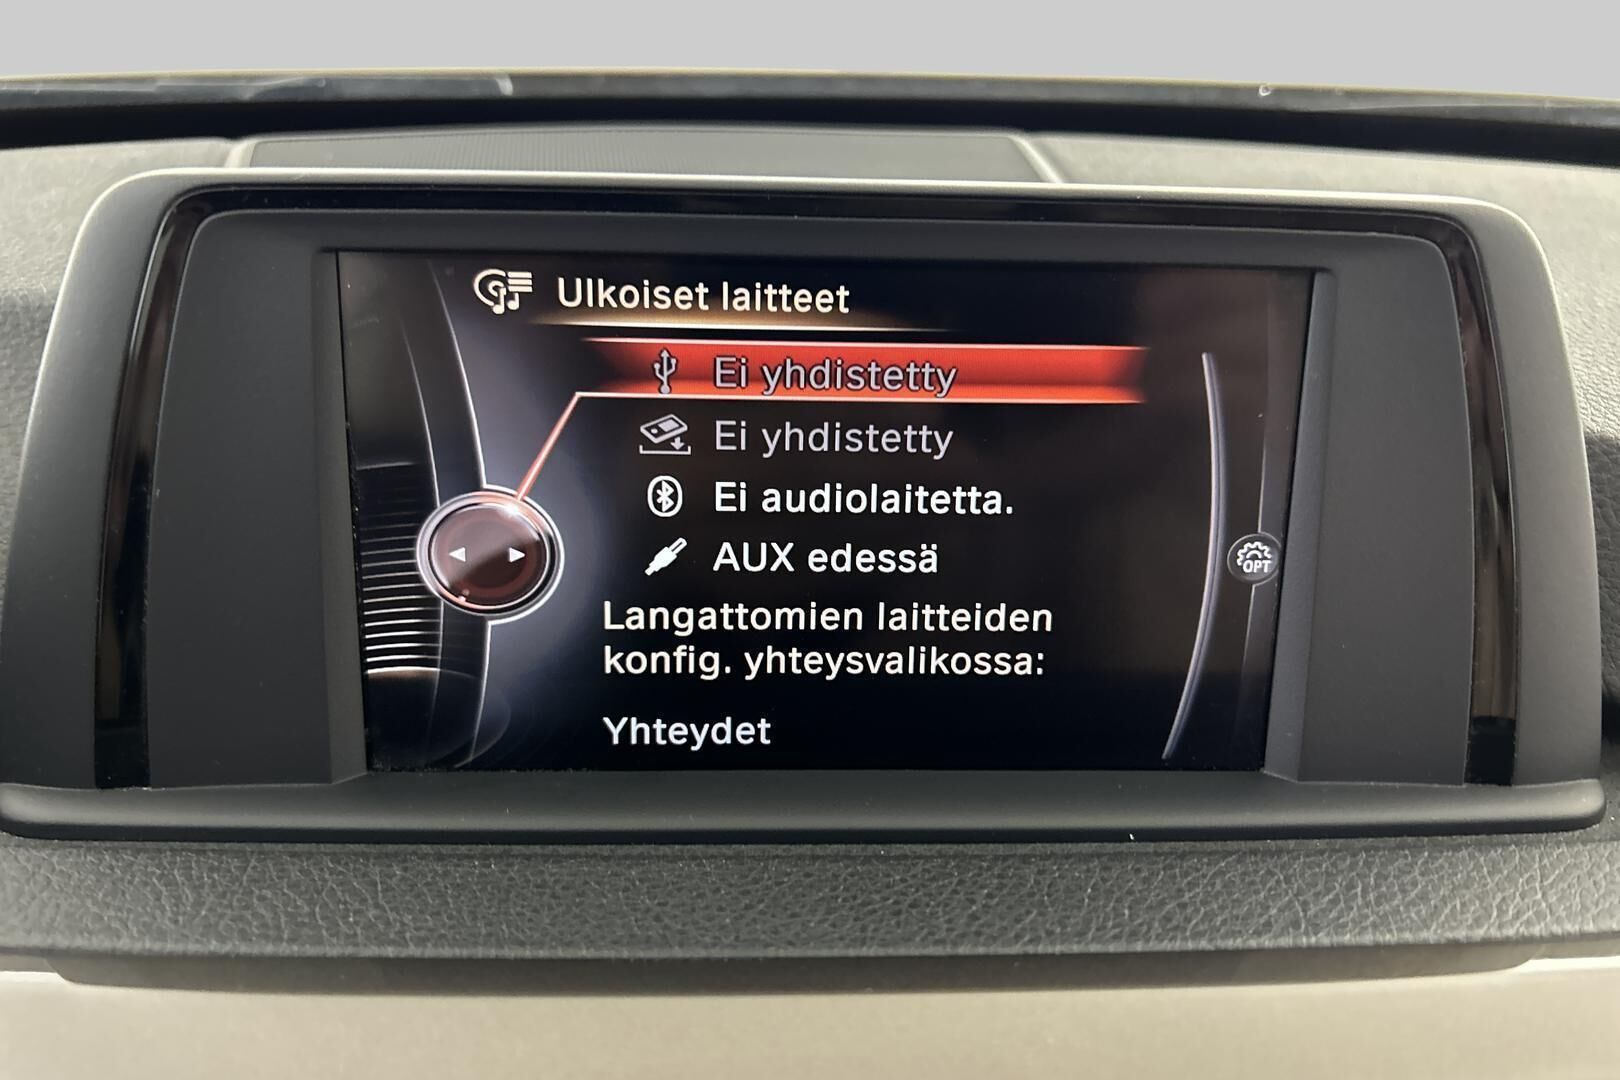 Ulkoiset laitteet
Ei yhdistetty
Ei yhdistetty
Ei audiolaitetta.
AUX edessä
OPT
Langattomien laitteiden
konfig. yhteysvalikossa:
Yhteydet